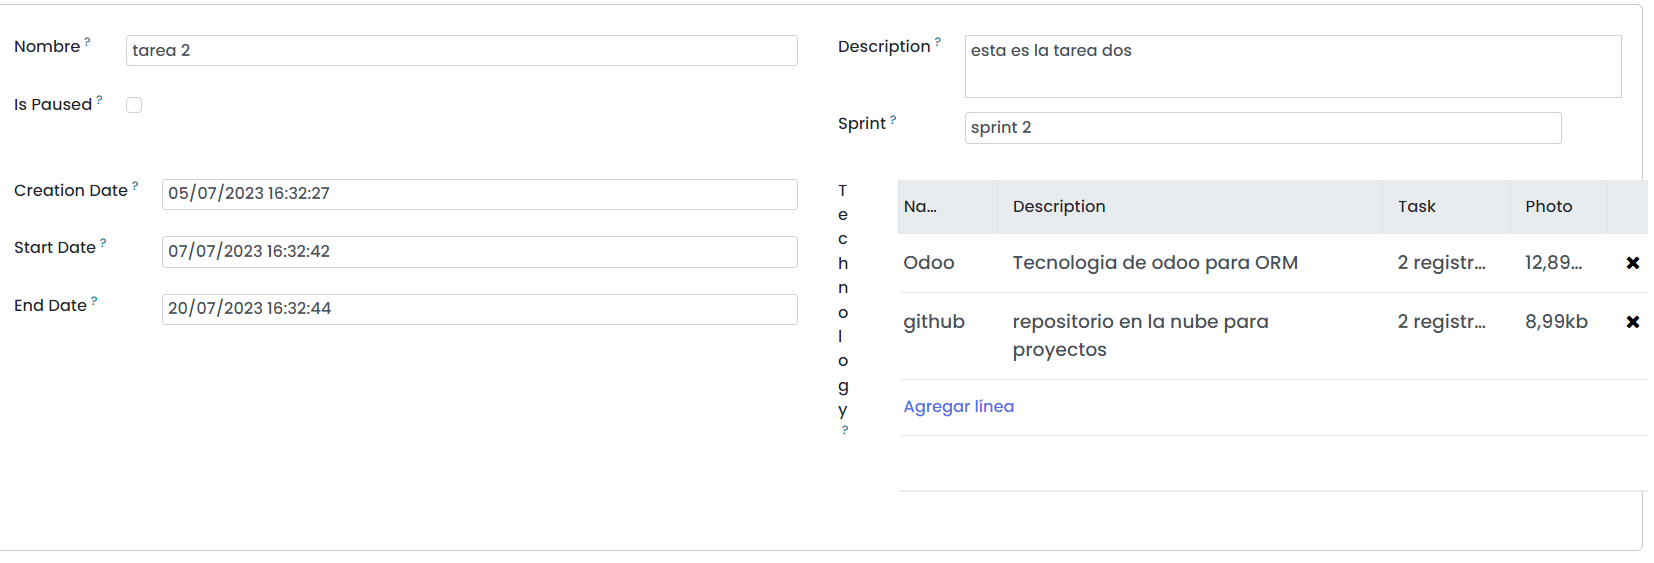 Nombre ?
tarea 2
Is Paused ?
Creation Date ?
05/07/2023 16:32:27
Start Date ?
07/07/2023 16:32:42
End Date ?
20/07/2023 16:32:44
Description ?
esta es la tarea dos
Sprint ?
sprint 2
Technology ?
Na... Description Task Photo
Odoo Tecnologia de odoo para ORM 2 registr... 12,89...
github repositorio en la nube para 2 registr... 8,99kb
proyectos
Agregar línea